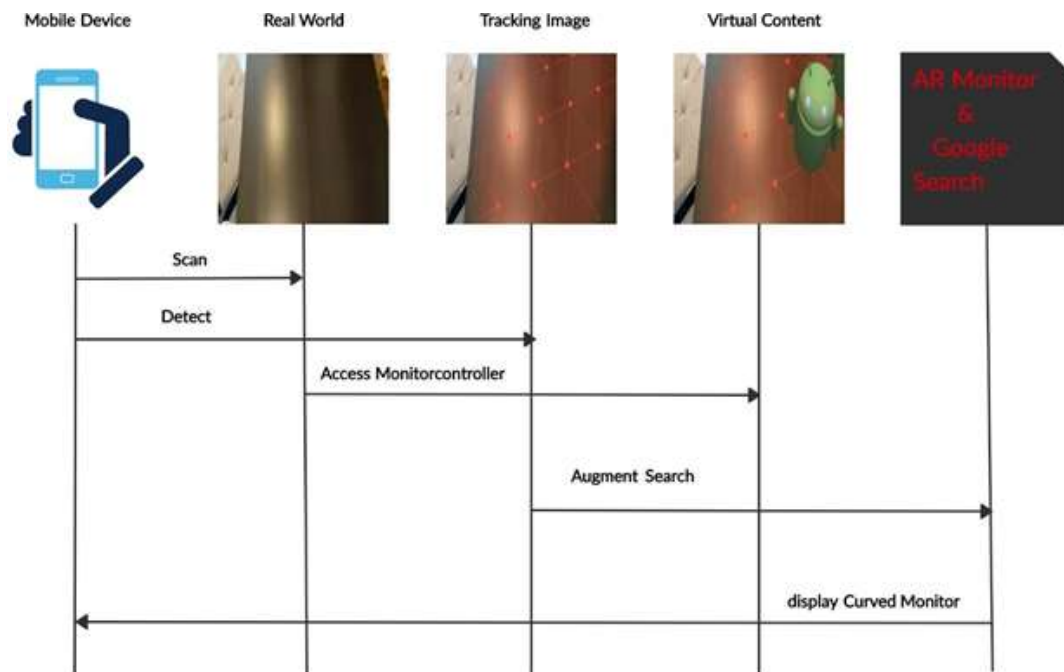 Mobile Device
Real World
Tracking Image
Virtual Content
AR Monitor
&
Google
Search
Scan
Detect
Access Monitorcontroller
Augment Search
display Curved Monitor